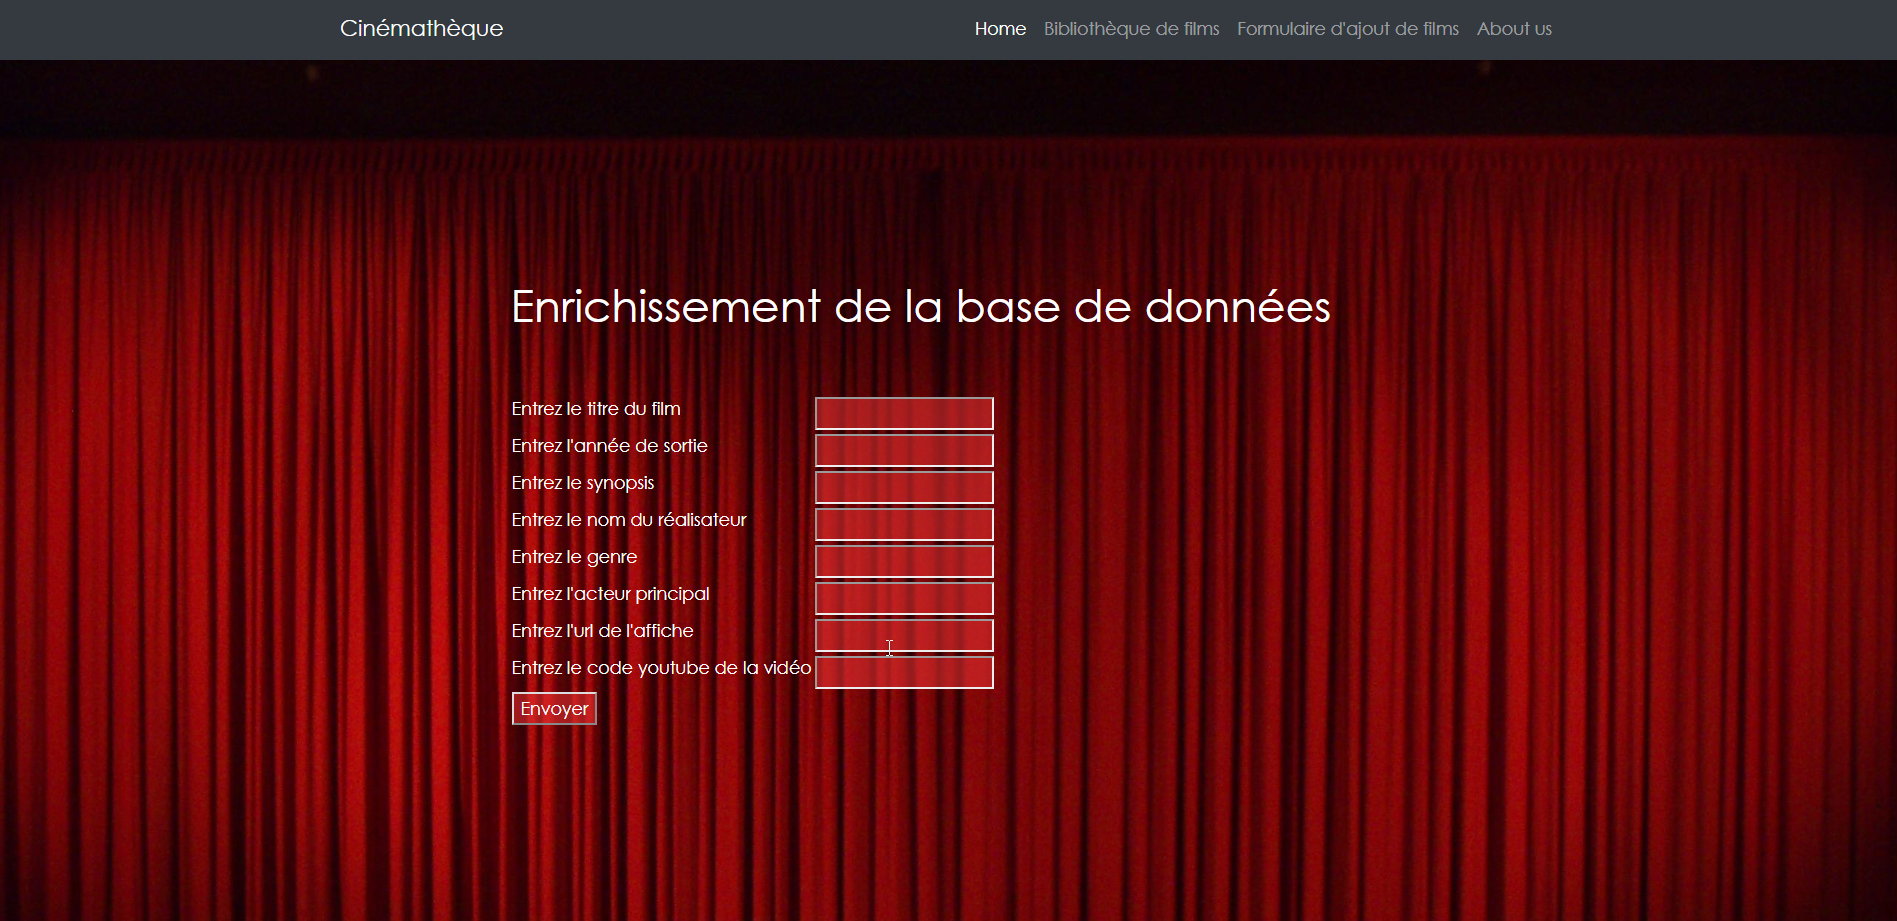 Cinémathèque
Home Bibliothèque de films Formulaire d'ajout de films About us
Enrichissement de la base de données
Entrez le titre du film
Entrez l'année de sortie
Entrez le synopsis
Entrez le nom du réalisateur
Entrez le genre
Entrez l'acteur principal
Entrez l'url de l'affiche
Entrez le code youtube de la vidéo
Envoyer